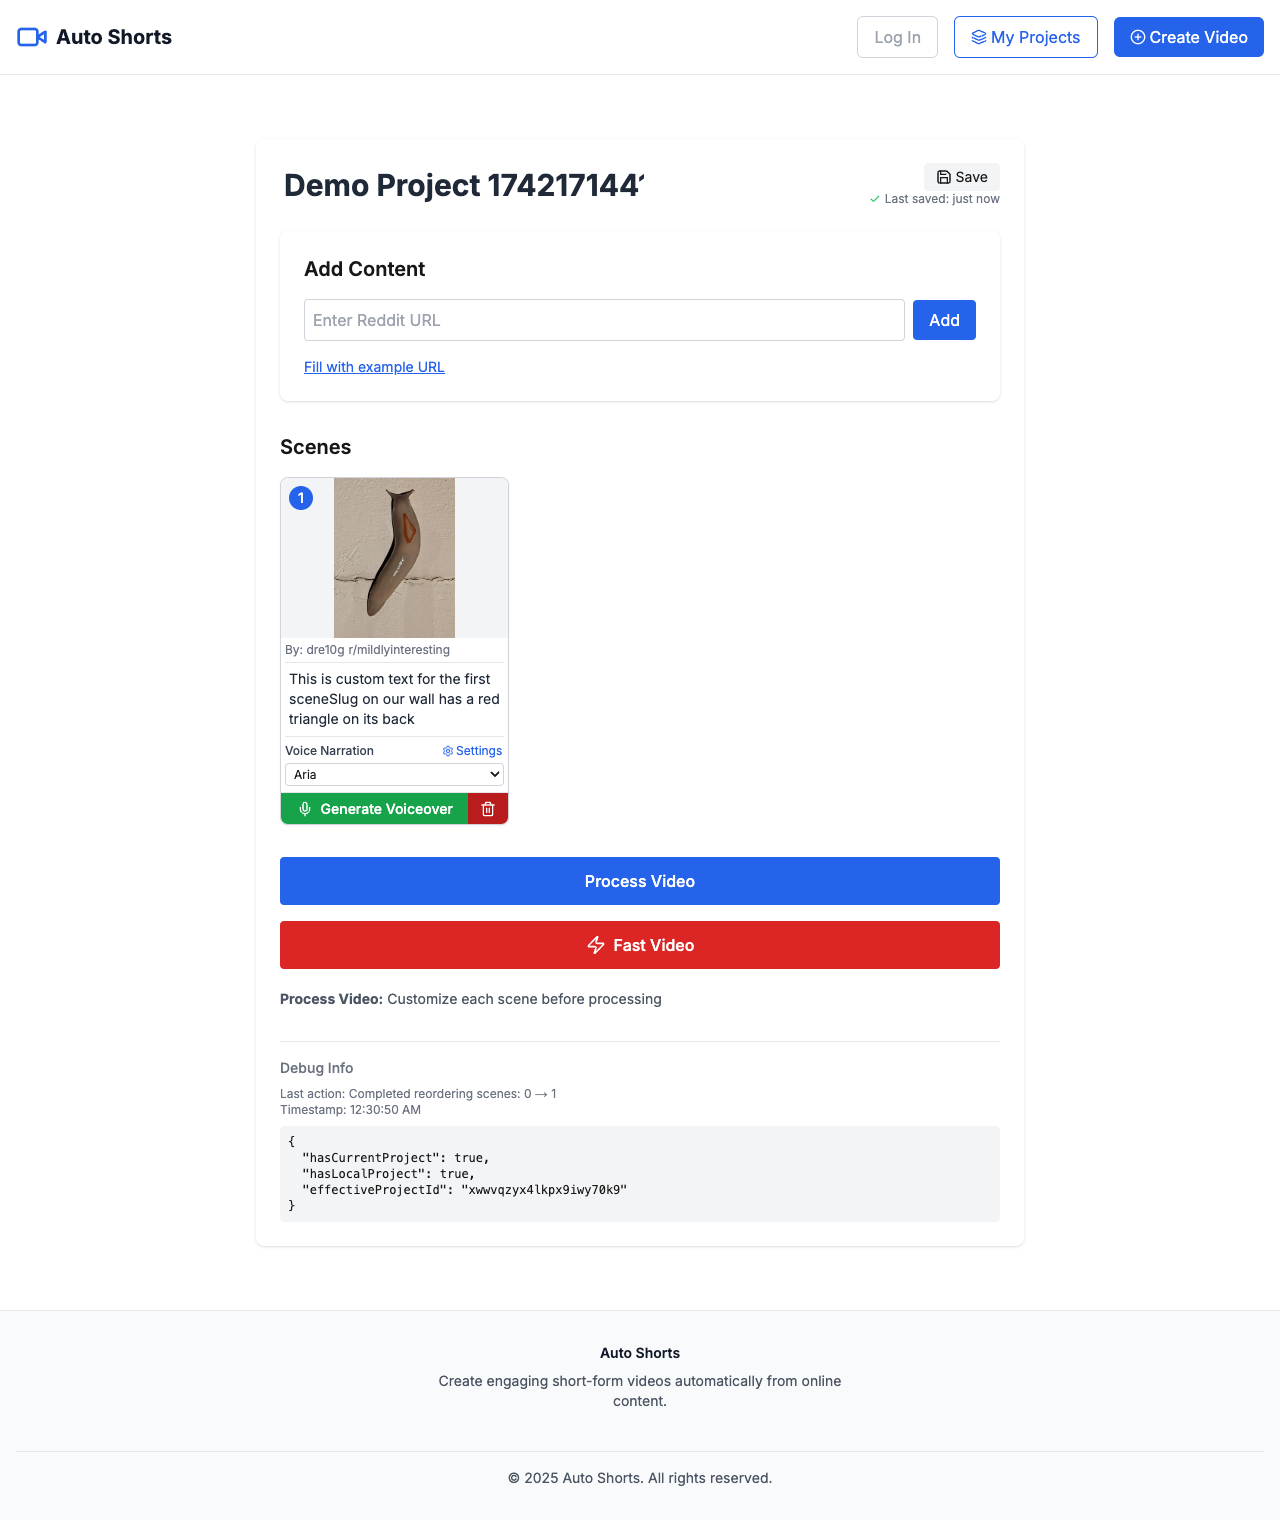 Auto Shorts
Log In
My Projects
Create Video
Demo Project 174217144
Save
Last saved: just now
Add Content
Enter Reddit URL
Add
Fill with example URL
Scenes
1
By: dre10g r/mildlyinteresting
This is custom text for the first
sceneSlug on our wall has a red
triangle on its back
Voice Narration
Settings
Aria
Generate Voiceover
Process Video
Fast Video
Process Video: Customize each scene before processing
Debug Info
Last action: Completed reordering scenes: 0 → 1
Timestamp: 12:30:50 AM
{
"hasCurrentProject": true,
"hasLocalProject": true,
"effectiveProjectId": "xwwvqzyx4lkpx9iwy70k9"
}
Auto Shorts
Create engaging short-form videos automatically from online
content.
© 2025 Auto Shorts. All rights reserved.